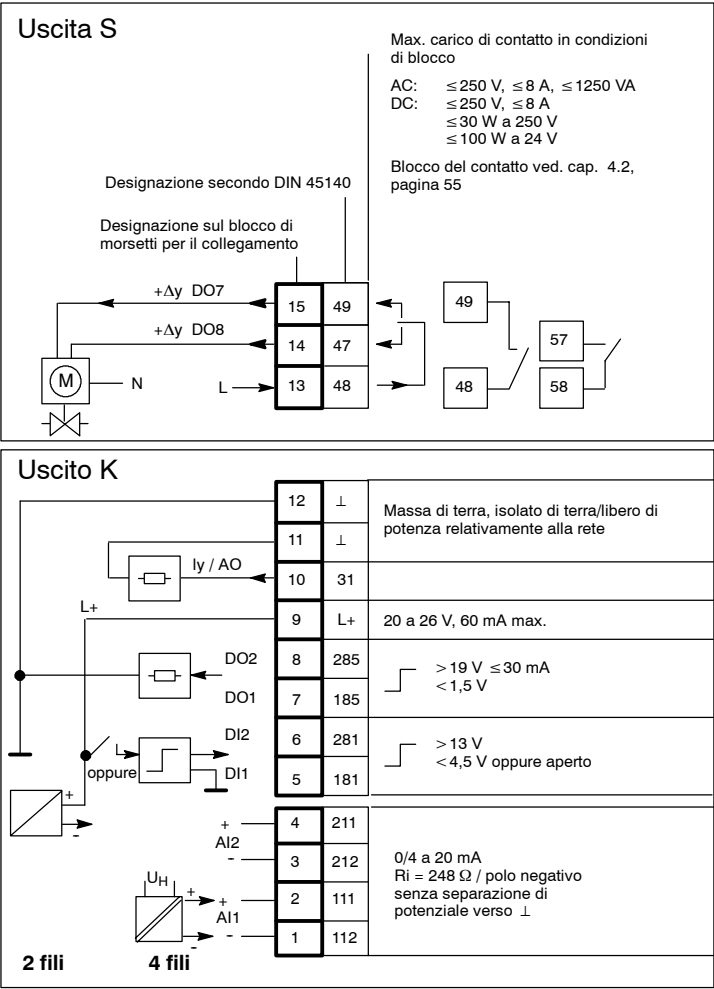 Uscita S
Max. carico di contatto in condizioni
di blocco
AC: ≤250 V, ≤8 A, ≤1250 VA
DC: ≤250 V, ≤8 A
≤30 W a 250 V
≤100 W a 24 V
Blocco del contatto ved. cap. 4.2,
pagina 55
Designazione secondo DIN 45140
Designazione sul blocco di
morsetti per il collegamento
+Δy DO7
15 49
49
+Δy DO8
14 47
57
M
N
L
13 48
48
58
Uscito K
12 ⊥
Massa di terra, isolato di terra/libero di
potenza relativamente alla rete
11 ⊥
Iy / AO
10 31
L+
9 L+
20 a 26 V, 60 mA max.
DO2
8 285
>19 V ≤30 mA
<1,5 V
DO1
7 185
DI2
6 281
>13 V
<4,5 V oppure aperto
L
oppure
DI1
5 181
+
-
+
AI2
-
4 211
3 212
0/4 a 20 mA
Ri = 248 Ω / polo negativo
senza separazione di
potenziale verso ⊥
UH
+
+
AI1
-
-
2 111
1 112
2 fili
4 fili